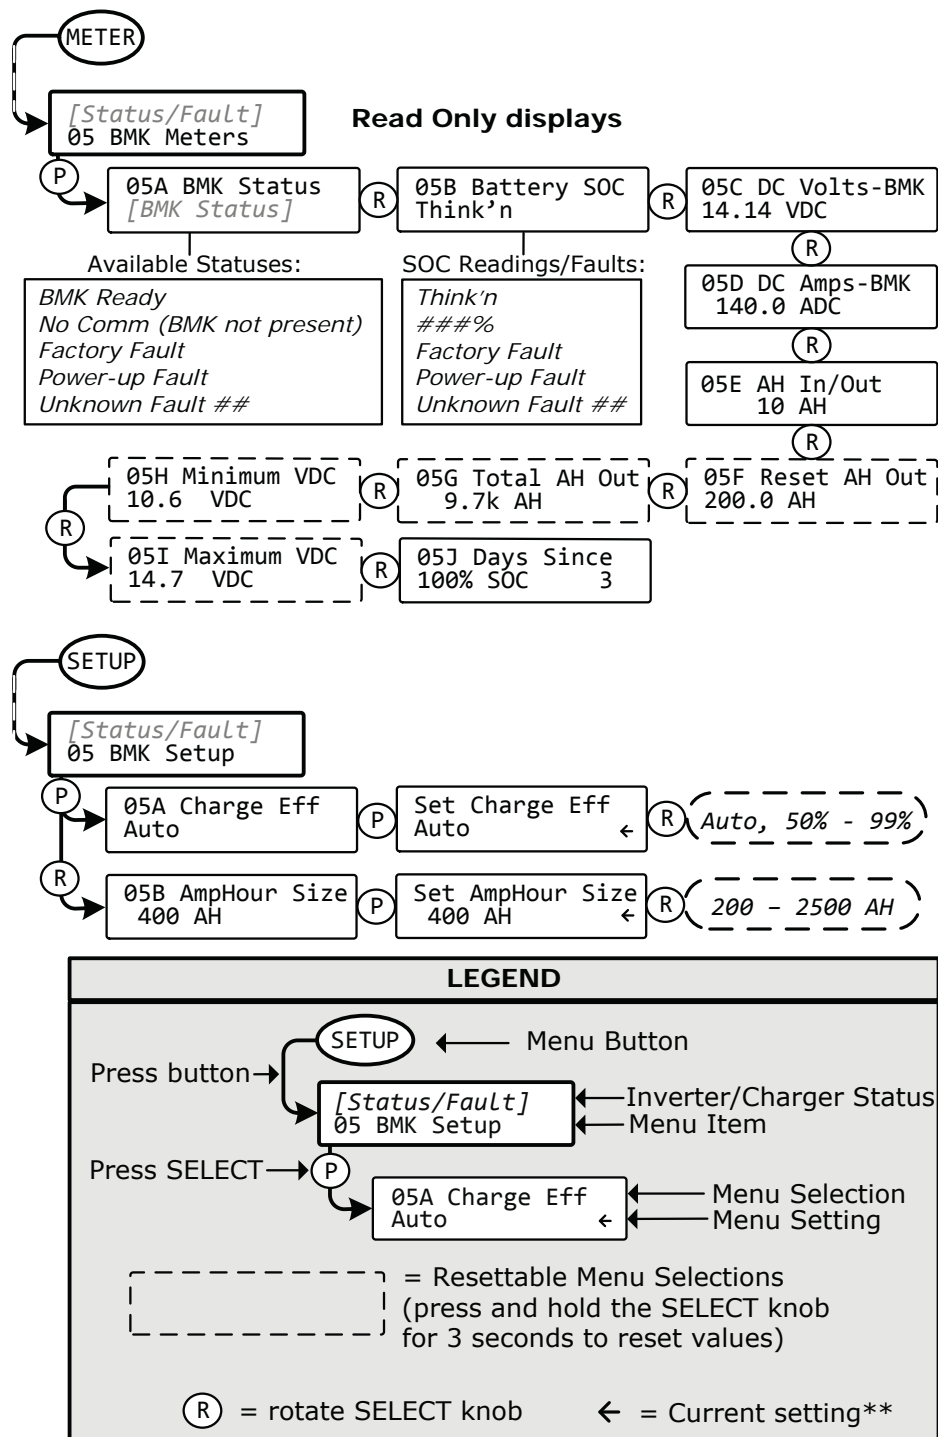 METER
[Status/Fault]
05 BMK Meters
Read Only displays
P
05A BMK Status
[BMK Status]
R
05B Battery SOC
Think'n
R
05C DC Volts-BMK
14.14 VDC
R
Available Statuses:
BMK Ready
No Comm (BMK not present)
Factory Fault
Power-up Fault
Unknown Fault ##
SOC Readings/Faults:
Think'n
###%
Factory Fault
Power-up Fault
Unknown Fault ##
05D DC Amps-BMK
140.0 ADC
R
05E AH In/Out
10 AH
R
05H Minimum VDC
10.6 VDC
R
05G Total AH Out
9.7k AH
R
05F Reset AH Out
200.0 AH
R
05I Maximum VDC
14.7 VDC
R
05J Days Since
100% SOC 3
SETUP
[Status/Fault]
05 BMK Setup
P
05A Charge Eff
Auto
P
Set Charge Eff
Auto ←
R
Auto, 50% - 99%
R
05B AmpHour Size
400 AH
P
Set AmpHour Size
400 AH ←
R
200 – 2500 AH
LEGEND
SETUP
Menu Button
Press button
[Status/Fault]
05 BMK Setup
Inverter/Charger Status
Menu Item
Press SELECT
P
05A Charge Eff
Auto ←
Menu Selection
Menu Setting
= Resettable Menu Selections
(press and hold the SELECT knob
for 3 seconds to reset values)
R = rotate SELECT knob
← = Current setting**